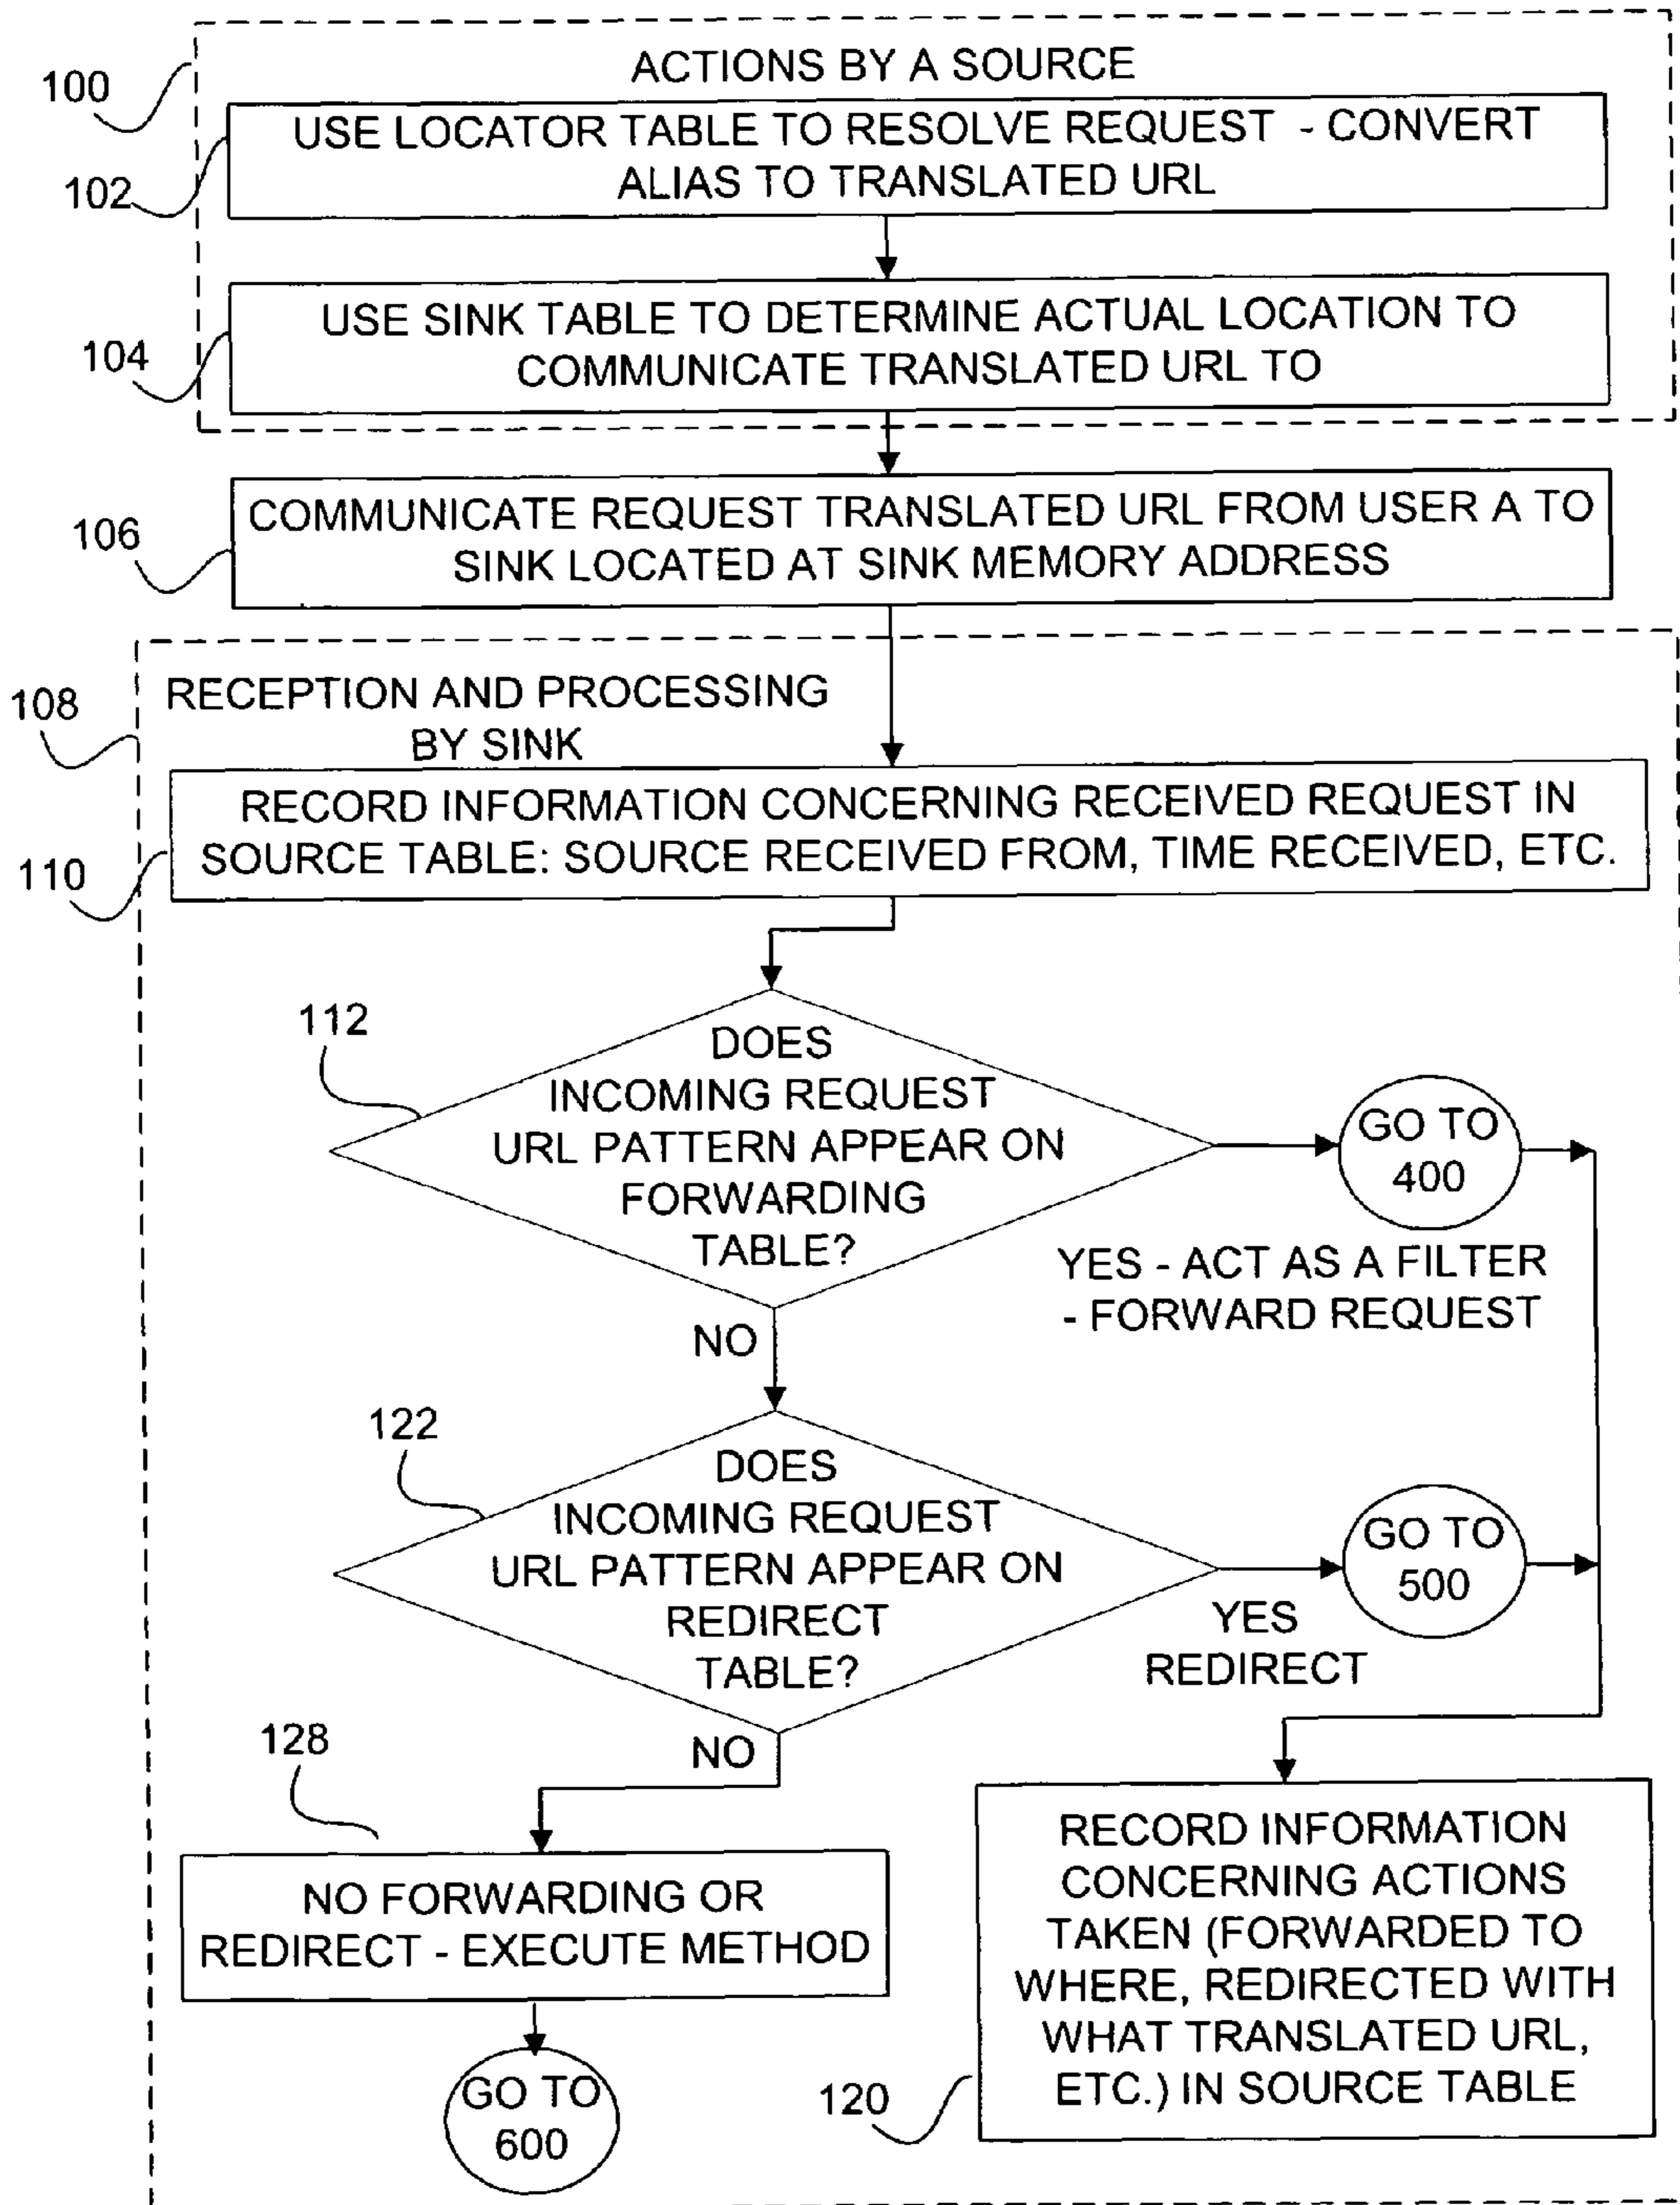 ACTIONS BY A SOURCE
100
USE LOCATOR TABLE TO RESOLVE REQUEST - CONVERT
ALIAS TO TRANSLATED URL
102
USE SINK TABLE TO DETERMINE ACTUAL LOCATION TO
COMMUNICATE TRANSLATED URL TO
104
COMMUNICATE REQUEST TRANSLATED URL FROM USER A TO
SINK LOCATED AT SINK MEMORY ADDRESS
106
RECEPTION AND PROCESSING
BY SINK
108
RECORD INFORMATION CONCERNING RECEIVED REQUEST IN
SOURCE TABLE: SOURCE RECEIVED FROM, TIME RECEIVED, ETC.
110
112
DOES
INCOMING REQUEST
URL PATTERN APPEAR ON
FORWARDING
TABLE?
GO TO
400
YES - ACT AS A FILTER
- FORWARD REQUEST
NO
122
DOES
INCOMING REQUEST
URL PATTERN APPEAR ON
REDIRECT
TABLE?
GO TO
500
YES
REDIRECT
NO
128
NO FORWARDING OR
REDIRECT - EXECUTE METHOD
GO TO
600
RECORD INFORMATION
CONCERNING ACTIONS
TAKEN (FORWARDED TO
WHERE, REDIRECTED WITH
WHAT TRANSLATED URL,
ETC.) IN SOURCE TABLE
120